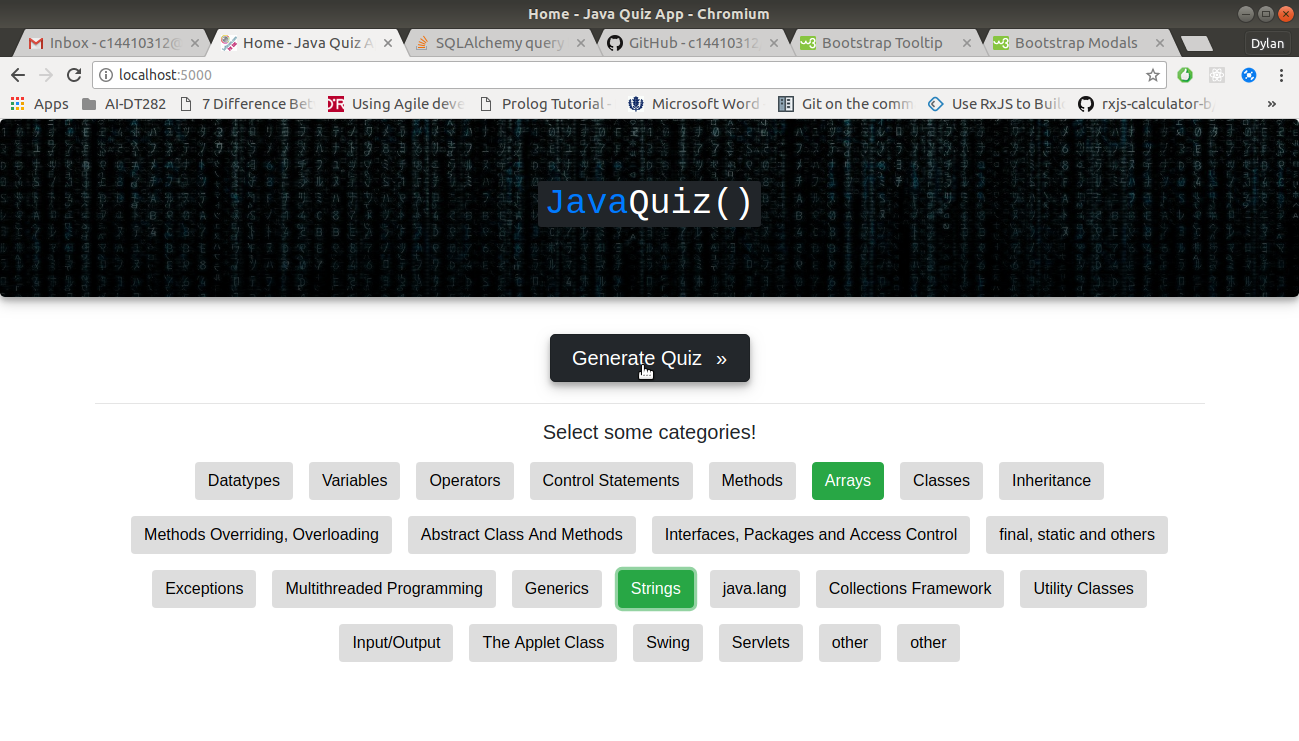 Home - Java Quiz App - Chromium
Inbox - c14410312@ Home - Java Quiz A SQLAlchemy query GitHub - c14410312 Bootstrap Tooltip Bootstrap Modals Dylan
localhost:5000
Apps AI-DT282 7 Difference Bet Using Agile deve Prolog Tutorial - Microsoft Word Git on the comm Use RxJS to Buil rxjs-calculator-b »
JavaQuiz()
Generate Quiz »
Select some categories!
Datatypes Variables Operators Control Statements Methods Arrays Classes Inheritance
Methods Overriding, Overloading Abstract Class And Methods Interfaces, Packages and Access Control final, static and others
Exceptions Multithreaded Programming Generics Strings java.lang Collections Framework Utility Classes
Input/Output The Applet Class Swing Servlets other other